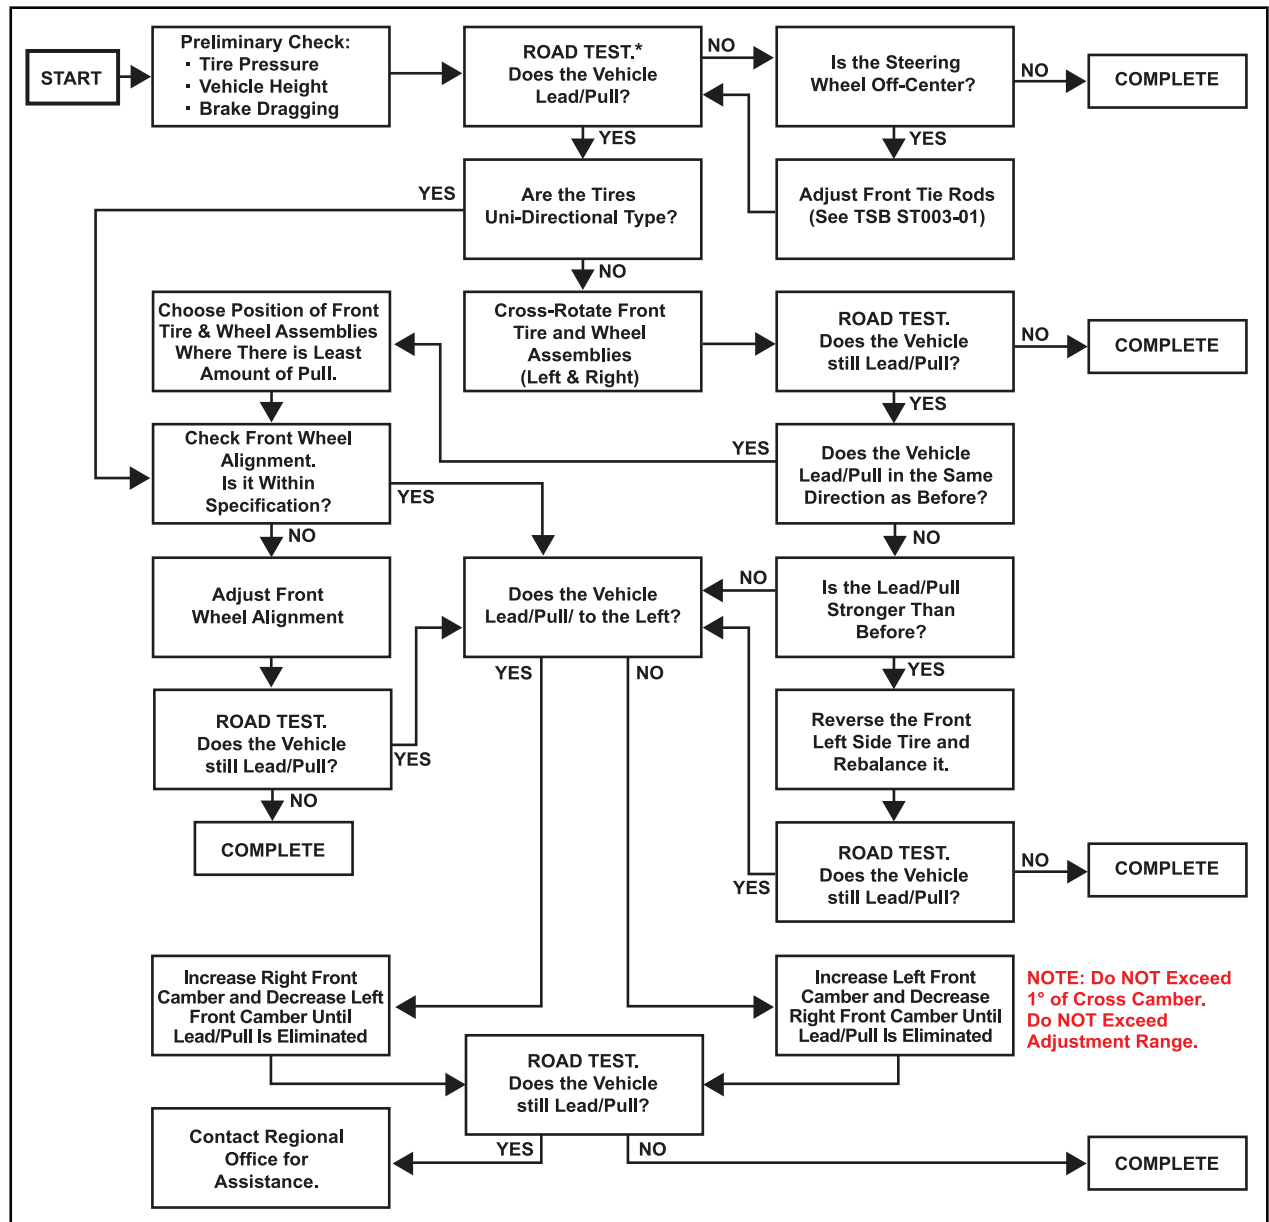 START
Preliminary Check:
· Tire Pressure
· Vehicle Height
· Brake Dragging
ROAD TEST.*
Does the Vehicle
Lead/Pull?
NO
Is the Steering
Wheel Off-Center?
NO
COMPLETE
YES
YES
YES
Are the Tires
Uni-Directional Type?
Adjust Front Tie Rods
(See TSB ST003-01)
NO
Choose Position of Front
Tire & Wheel Assemblies
Where There is Least
Amount of Pull.
Cross-Rotate Front
Tire and Wheel
Assemblies
(Left & Right)
ROAD TEST.
Does the Vehicle
still Lead/Pull?
NO
COMPLETE
YES
Check Front Wheel
Alignment.
Is it Within
Specification?
YES
YES
Does the Vehicle
Lead/Pull in the Same
Direction as Before?
NO
NO
Adjust Front
Wheel Alignment
Does the Vehicle
Lead/Pull/ to the Left?
NO
Is the Lead/Pull
Stronger Than
Before?
YES
NO
YES
ROAD TEST.
Does the Vehicle
still Lead/Pull?
YES
Reverse the Front
Left Side Tire and
Rebalance it.
NO
COMPLETE
ROAD TEST.
Does the Vehicle
still Lead/Pull?
YES
NO
COMPLETE
Increase Right Front
Camber and Decrease Left
Front Camber Until
Lead/Pull Is Eliminated
Increase Left Front
Camber and Decrease
Right Front Camber Until
Lead/Pull Is Eliminated
NOTE: Do NOT Exceed
1° of Cross Camber.
Do NOT Exceed
Adjustment Range.
ROAD TEST.
Does the Vehicle
still Lead/Pull?
YES
NO
Contact Regional
Office for
Assistance.
COMPLETE